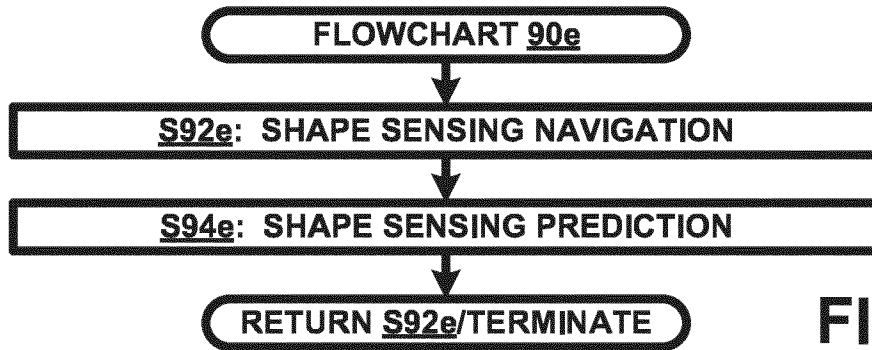 FLOWCHART 90e
S92e: SHAPE SENSING NAVIGATION
S94e: SHAPE SENSING PREDICTION
RETURN S92e/TERMINATE
FI